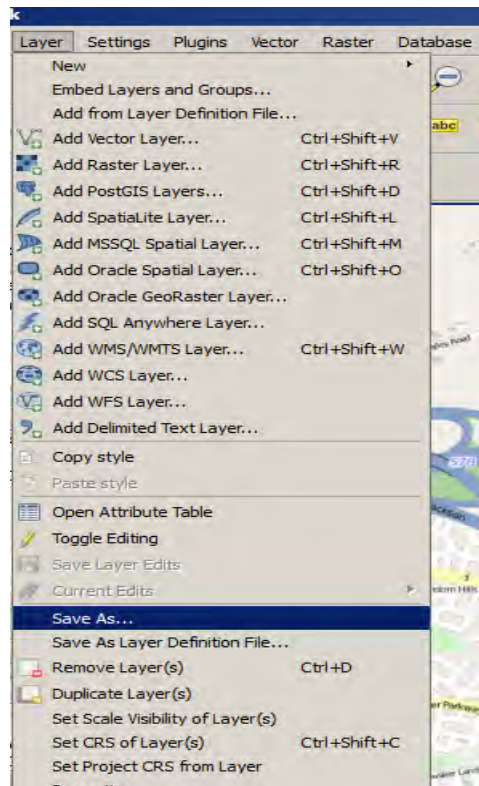 k
Layer Settings Plugins Vector Raster Database
New
Embed Layers and Groups...
Add from Layer Definition File...
abc
Add Vector Layer... Ctrl+Shift+V
Add Raster Layer... Ctrl+Shift+R
Add PostGIS Layers... Ctrl+Shift+D
Add SpatiaLite Layer... Ctrl+Shift+L
Add MSSQL Spatial Layer... Ctrl+Shift+M
Add Oracle Spatial Layer... Ctrl+Shift+O
Add Oracle GeoRaster Layer...
Add SQL Anywhere Layer...
Add WMS/WMTS Layer... Ctrl+Shift+W
Road
Add WCS Layer...
Add WFS Layer...
Add Delimited Text Layer...
Copy style
Paste style
Open Attribute Table
Toggle Editing
Save Layer Edits
Current Edits
Save As...
Save As Layer Definition File...
Remove Layer(s) Ctrl+D
Duplicate Layer(s)
Set Scale Visibility of Layer(s)
Set CRS of Layer(s) Ctrl+Shift+C
Set Project CRS from Layer